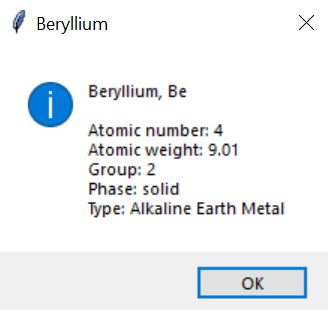 Beryllium
Beryllium, Be
Atomic number: 4
Atomic weight: 9.01
Group: 2
Phase: solid
Type: Alkaline Earth Metal
OK